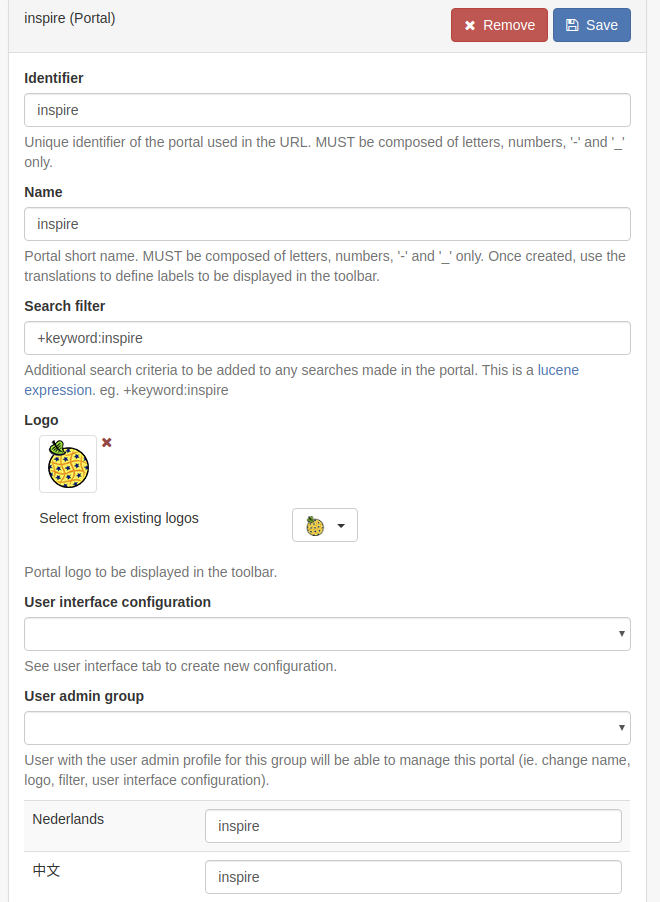 inspire (Portal)
✖ Remove
Save
Identifier
inspire
Unique identifier of the portal used in the URL. MUST be composed of letters, numbers, '-' and '_'
only.
Name
inspire
Portal short name. MUST be composed of letters, numbers, '-' and '_' only. Once created, use the
translations to define labels to be displayed in the toolbar.
Search filter
+keyword:inspire
Additional search criteria to be added to any searches made in the portal. This is a lucene
expression. eg. +keyword:inspire
Logo
Select from existing logos
Portal logo to be displayed in the toolbar.
User interface configuration
See user interface tab to create new configuration.
User admin group
User with the user admin profile for this group will be able to manage this portal (ie. change name,
logo, filter, user interface configuration).
Nederlands
inspire
中文
inspire